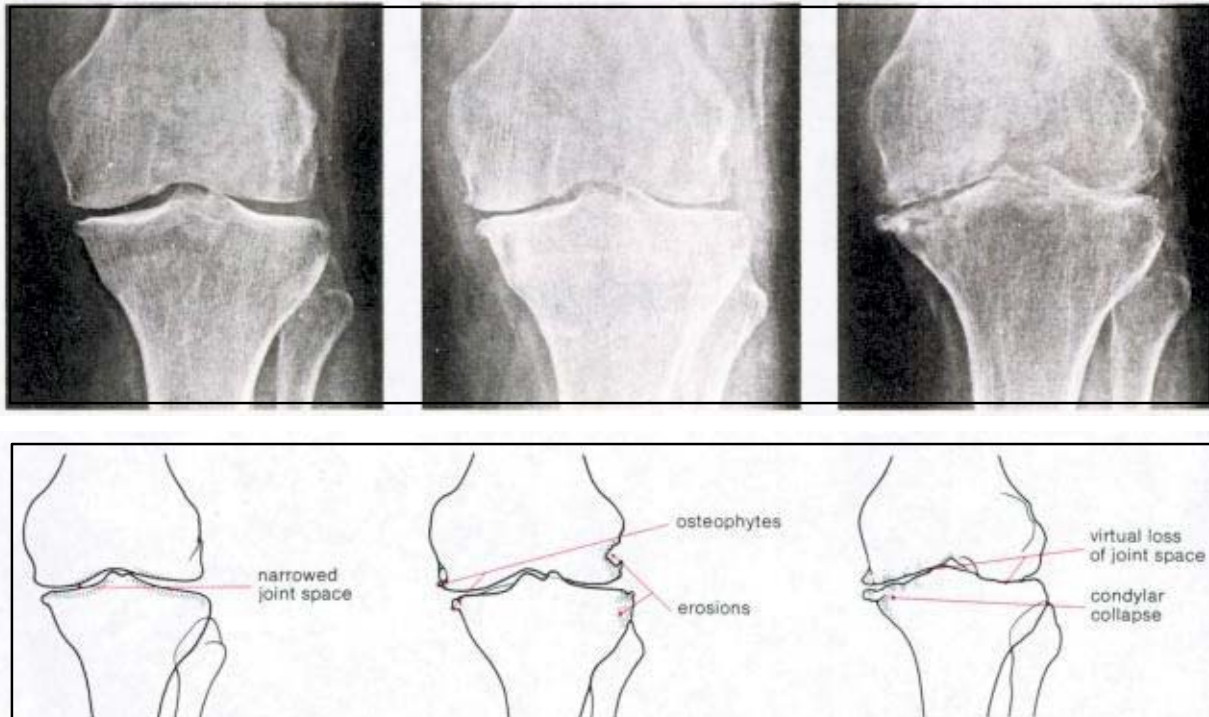 narrowed
joint space
osteophytes
erosions
virtual loss
of joint space
condylar
collapse